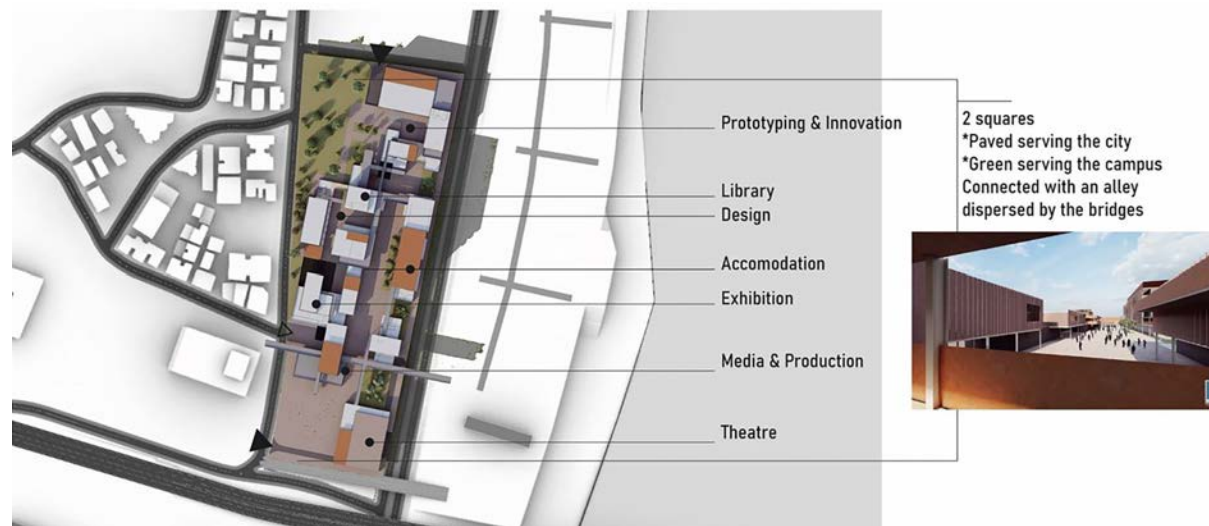 Prototyping & Innovation
Library
Design
Accomodation
Exhibition
Media & Production
Theatre
2 squares
*Paved serving the city
*Green serving the campus
Connected with an alley
dispersed by the bridges